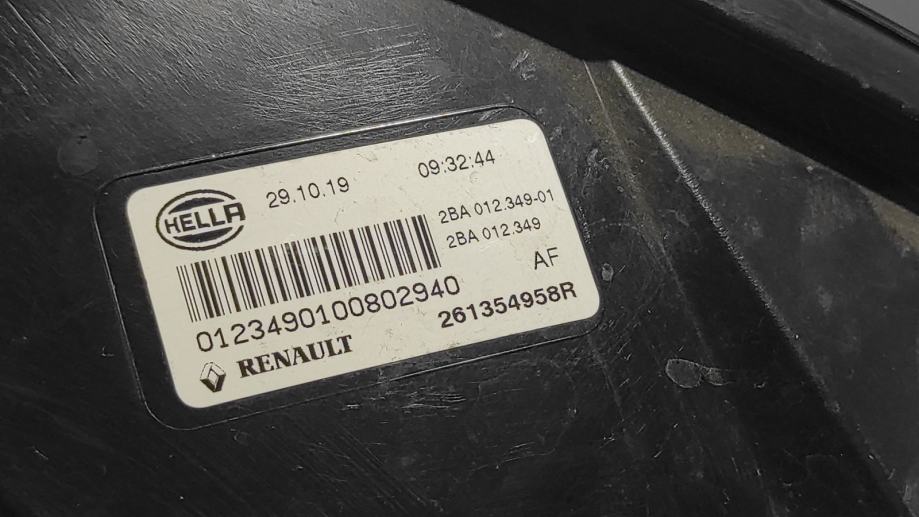 HELLA
29.10.19
09:32:44
2BA 012.349-01
2BA 012.349
AF
0123490100802940
261354958R
RENAULT